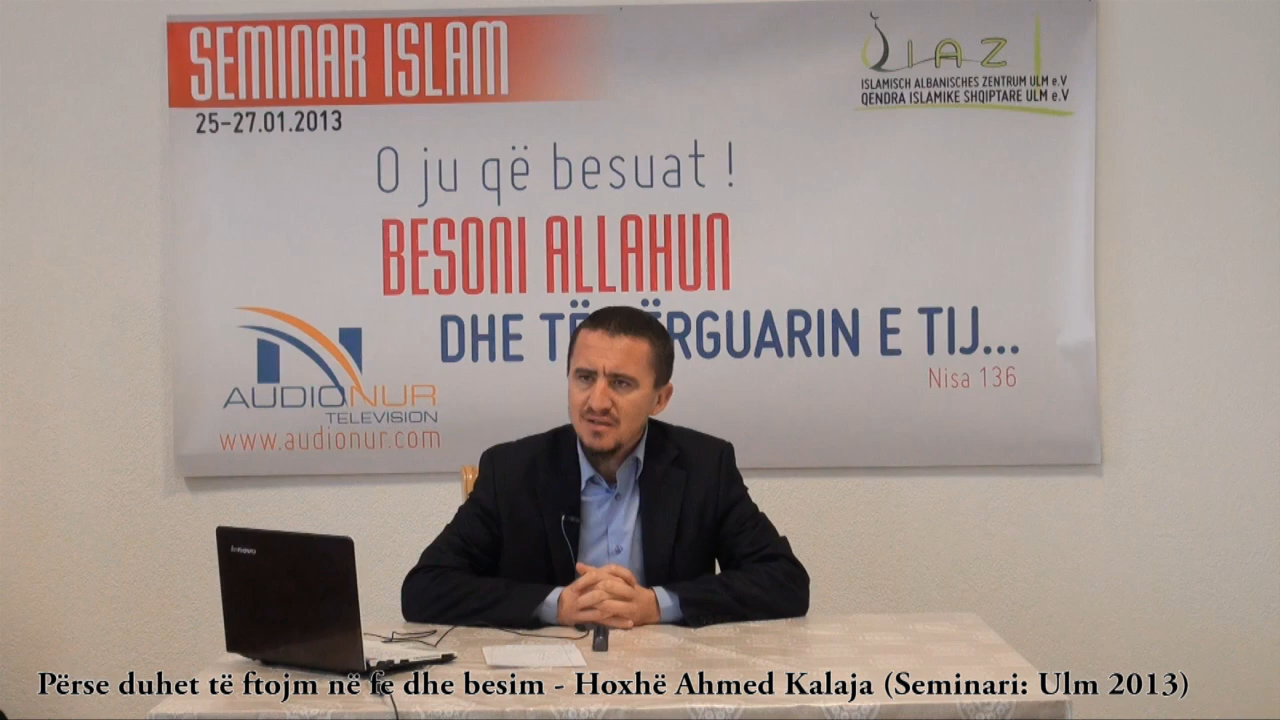 SEMINAR ISLAM
25-27.01.2013
IAZ
ISLAMISCH ALBANISCHES ZENTRUM ULM e.V
QENDRA ISLAMIKE SHQIPTARE ULM e.V
O ju që besuat !
BESONI ALLAHUN
DHE RGUARIN E TIJ...
Nisa 136
N
AUDIONUR
TELEVISION
www.audionur.com
lenovo
Përse duhet të ftojm në fe dhe besim - Hoxhë Ahmed Kalaja (Seminari: Ulm 2013)